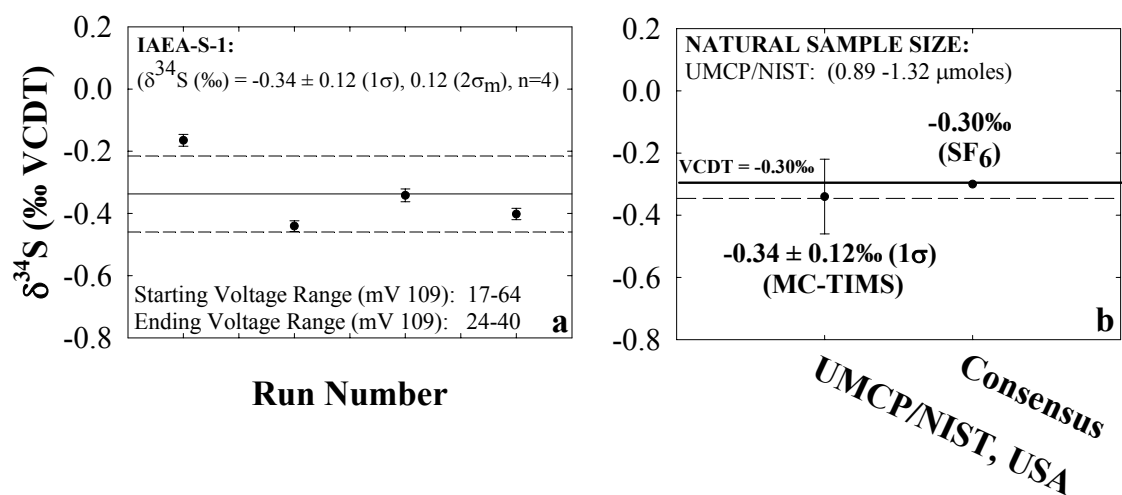 δ³⁴S (‰ VCDT)
0.2
0.0
-0.2
-0.4
-0.6
-0.8
IAEA-S-1:
(δ³⁴S (‰) = -0.34 ± 0.12 (1σ), 0.12 (2σₘ), n=4)
Starting Voltage Range (mV 109): 17-64
Ending Voltage Range (mV 109): 24-40
a
Run Number
0.2
0.0
-0.2
-0.4
-0.6
-0.8
NATURAL SAMPLE SIZE:
UMCP/NIST: (0.89 -1.32 μmoles)
-0.30‰
(SF₆)
VCDT = -0.30‰
-0.34 ± 0.12‰ (1σ)
(MC-TIMS)
b
UMCP/NIST, USA
Consensus